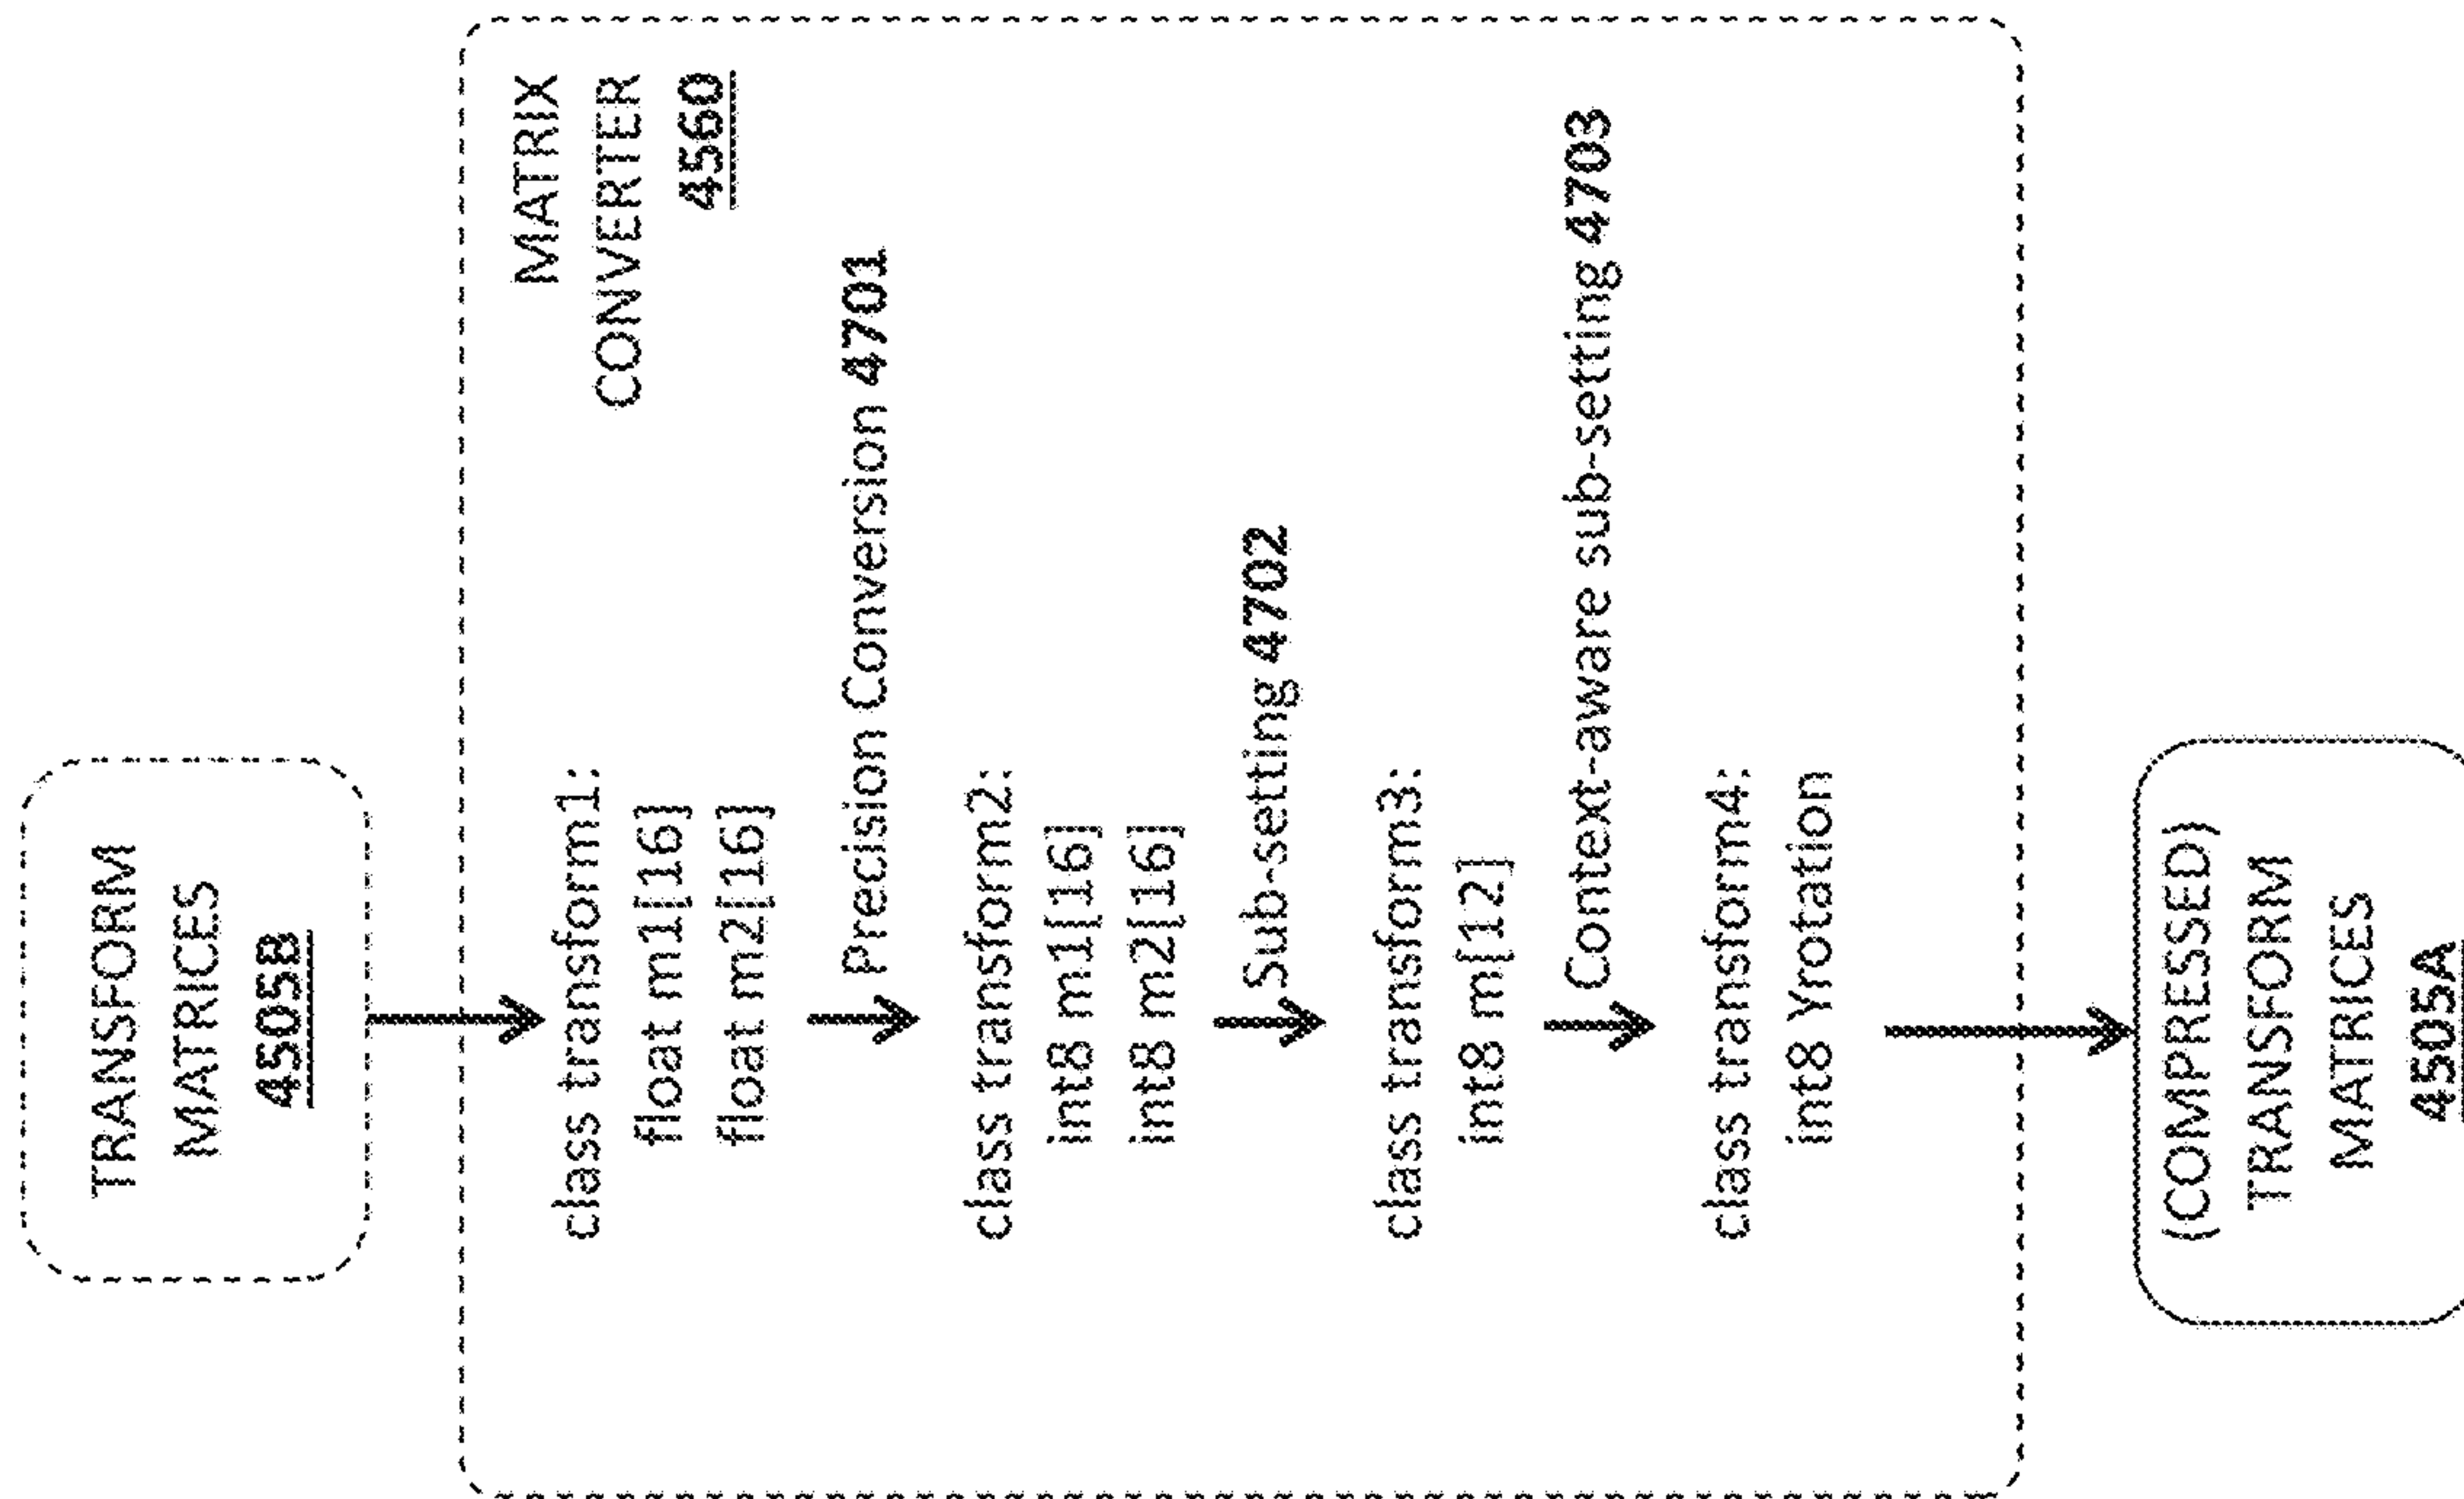 TRANSFORM
MATRICES
4505B
MATRIX
CONVERTER
4560
class transform1:
float m1[16]
float m2[16]
Precision Conversion 4701
class transform2:
int8 m1[16]
int8 m2[16]
Sub-setting 4702
class transform3:
int8 m[12]
Context-aware sub-setting 4703
class transform4:
int8 Yrotation
(COMPRESSED)
TRANSFORM
MATRICES
4505A